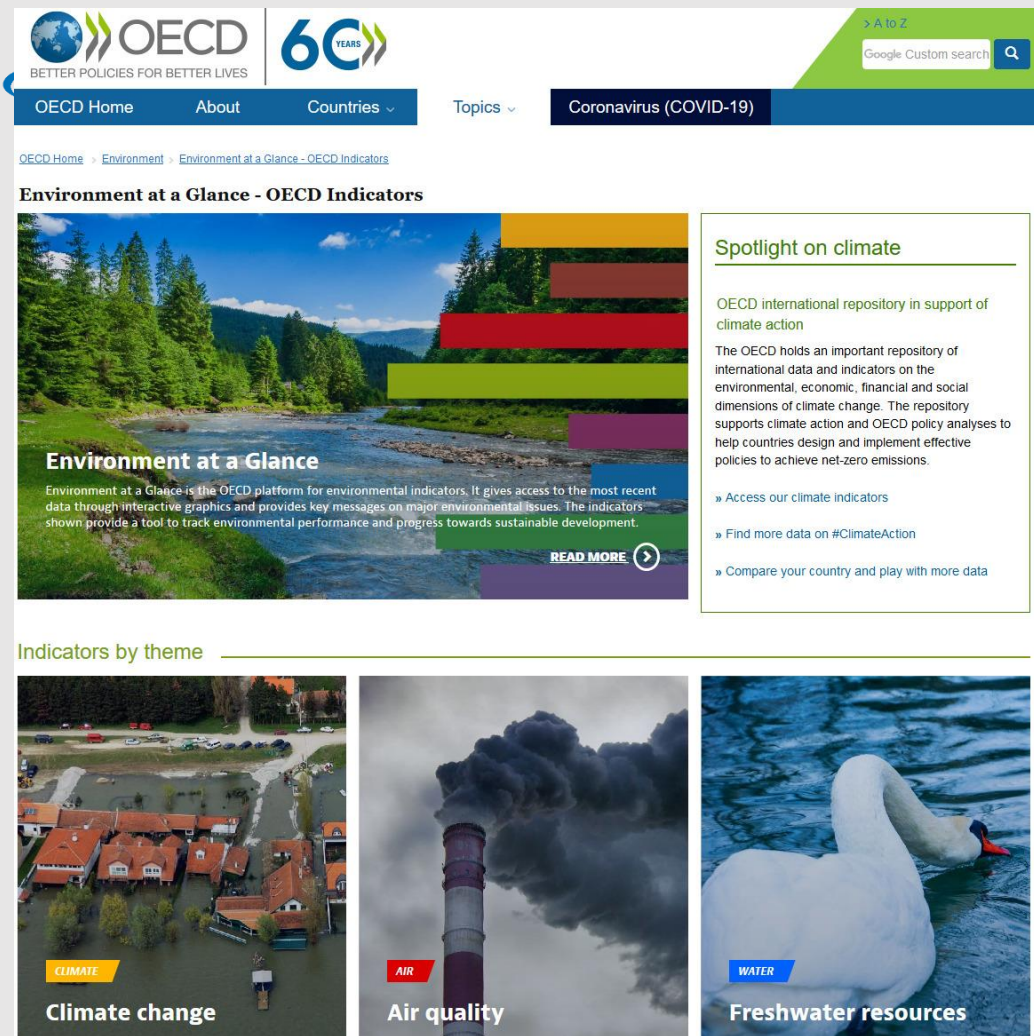 OECD
BETTER POLICIES FOR BETTER LIVES
60 YEARS
> A to Z
Google Custom search
OECD Home About Countries Topics Coronavirus (COVID-19)
OECD Home > Environment > Environment at a Glance - OECD Indicators
Environment at a Glance - OECD Indicators
Environment at a Glance
Environment at a Glance is the OECD platform for environmental indicators. It gives access to the most recent
data through interactive graphics and provides key messages on major environmental issues. The indicators
shown provide a tool to track environmental performance and progress towards sustainable development.
READ MORE
Spotlight on climate
OECD international repository in support of
climate action
The OECD holds an important repository of
international data and indicators on the
environmental, economic, financial and social
dimensions of climate change. The repository
supports climate action and OECD policy analyses to
help countries design and implement effective
policies to achieve net-zero emissions.
» Access our climate indicators
» Find more data on #ClimateAction
» Compare your country and play with more data
Indicators by theme
CLIMATE
Climate change
AIR
Air quality
WATER
Freshwater resources